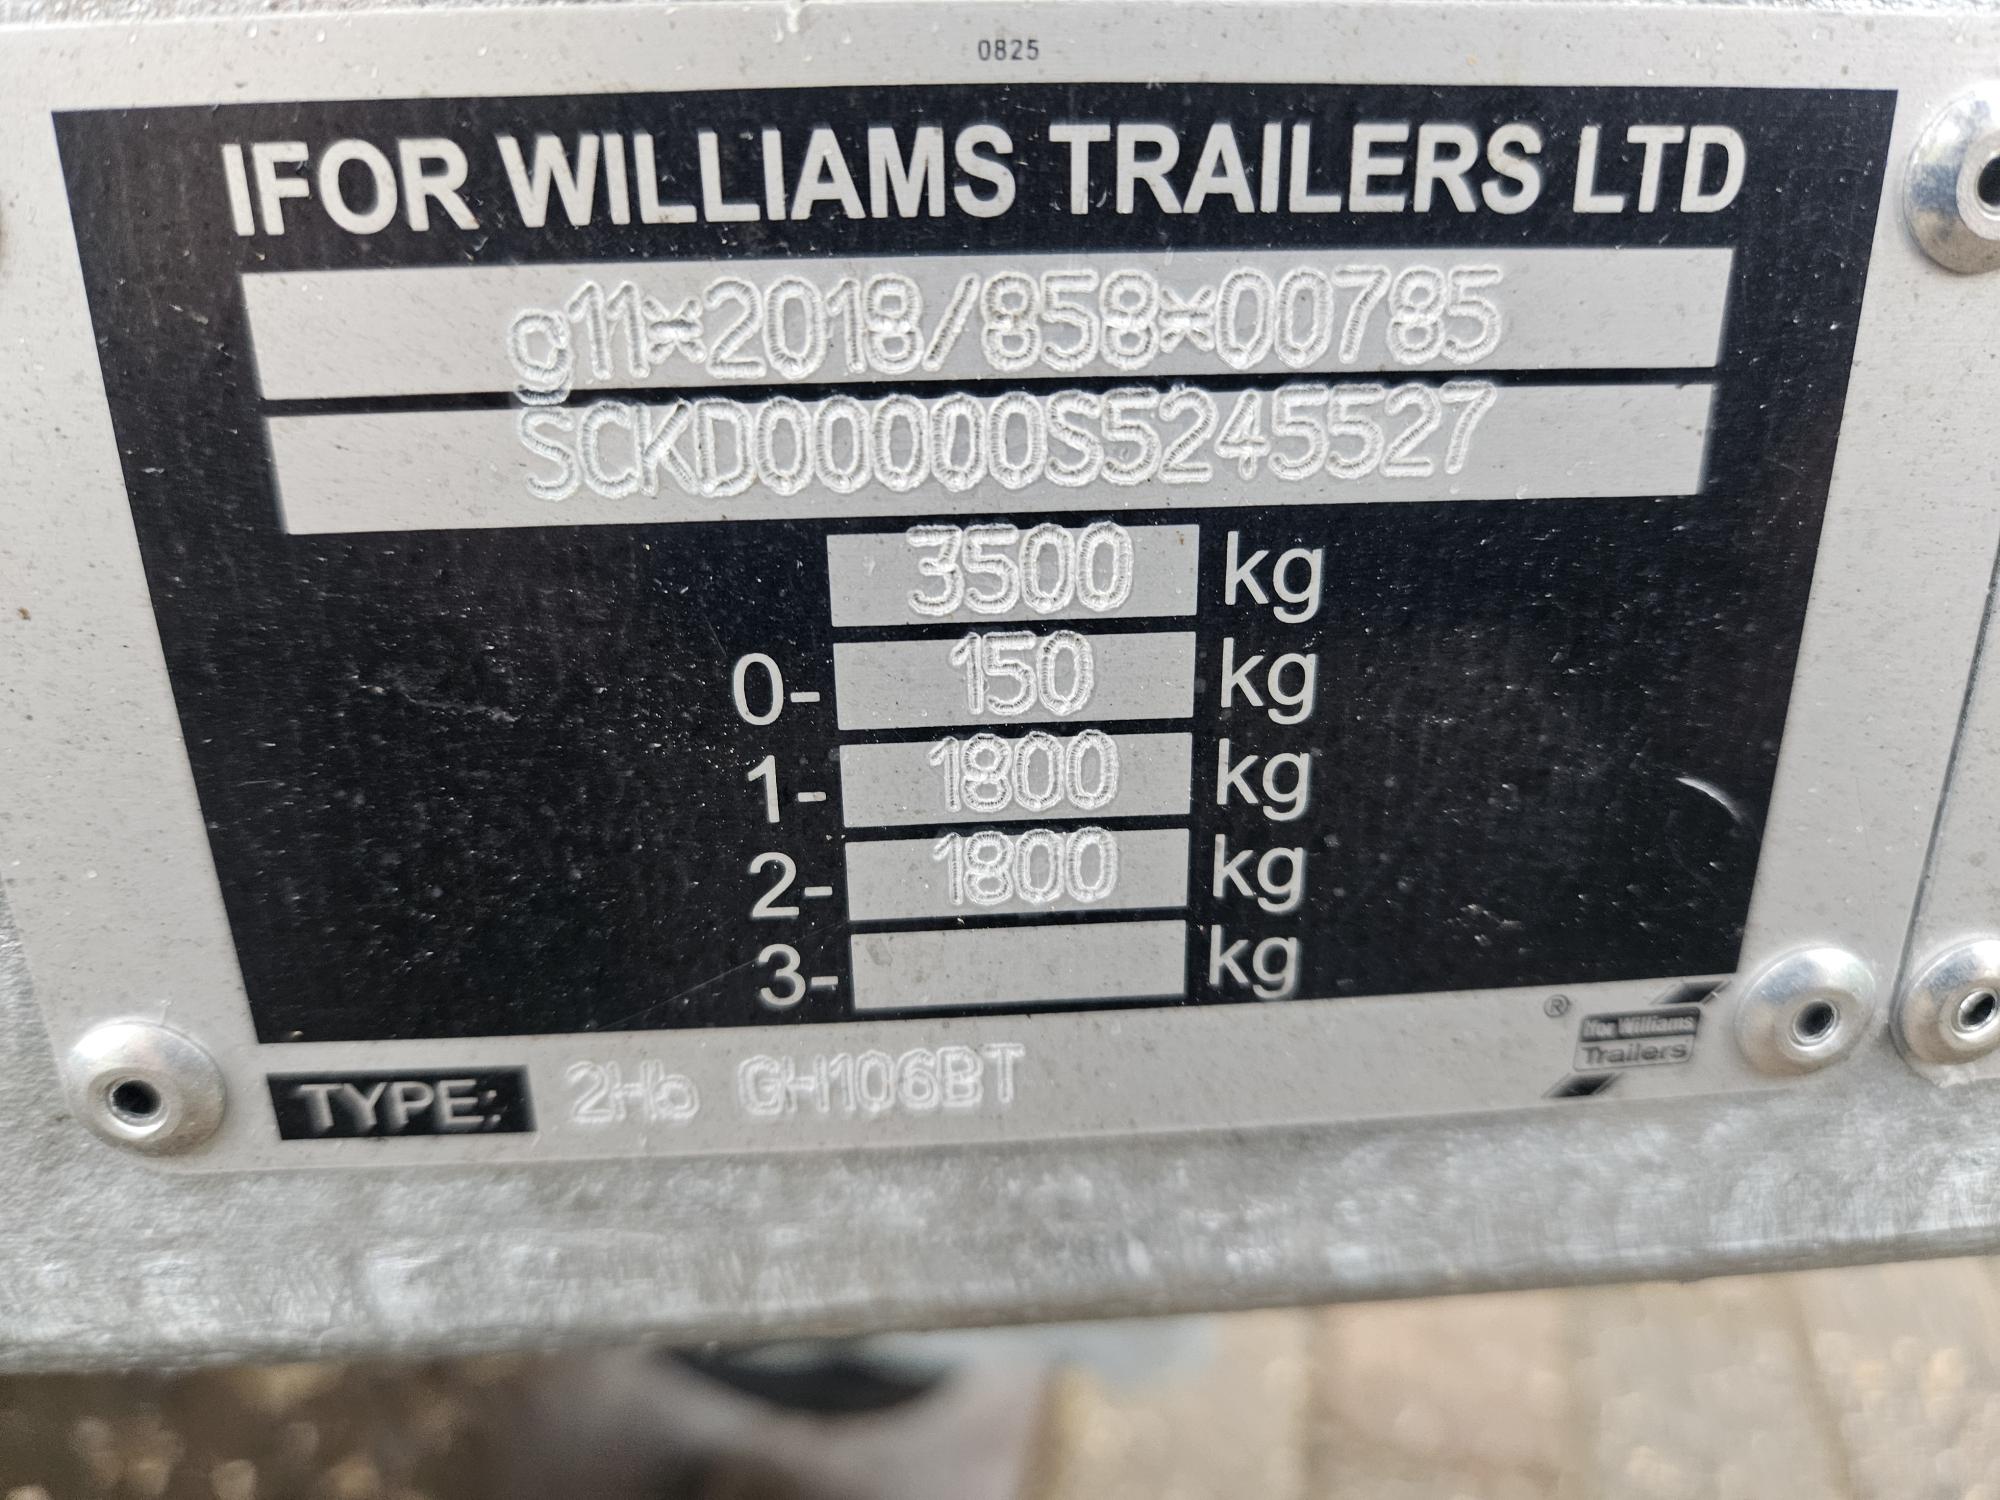 0825
IFOR WILLIAMS TRAILERS LTD
g11*2018/858*00785
SCKD00000S5245527
3500 kg
0- 150 kg
1- 1800 kg
2- 1800 kg
3- kg
®
Ifor Williams
Trailers
TYPE: 2Hb GH106BT